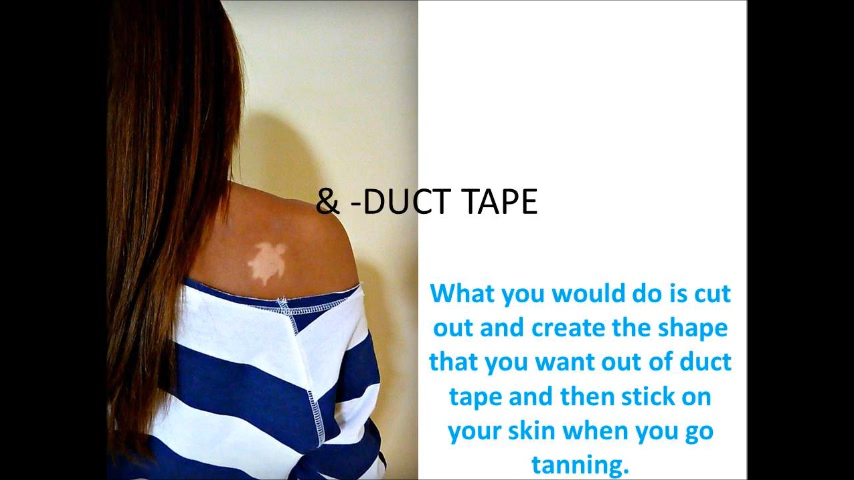 & -DUCT TAPE
What you would do is cut
out and create the shape
that you want out of duct
tape and then stick on
your skin when you go
tanning.